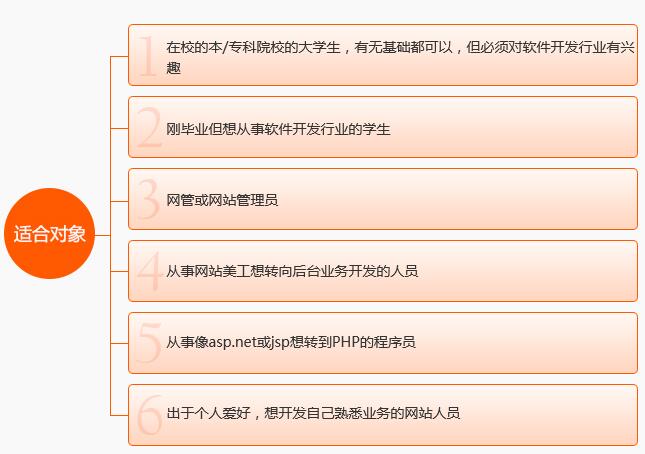 适合对象
1
在校的本/专科院校的大学生，有无基础都可以，但必须对软件开发行业有兴
趣
2
刚毕业但想从事软件开发行业的学生
3
网管或网站管理员
4
从事网站美工想转向后台业务开发的人员
5
从事像asp.net或jsp想转到PHP的程序员
6
出于个人爱好，想开发自己熟悉业务的网站人员